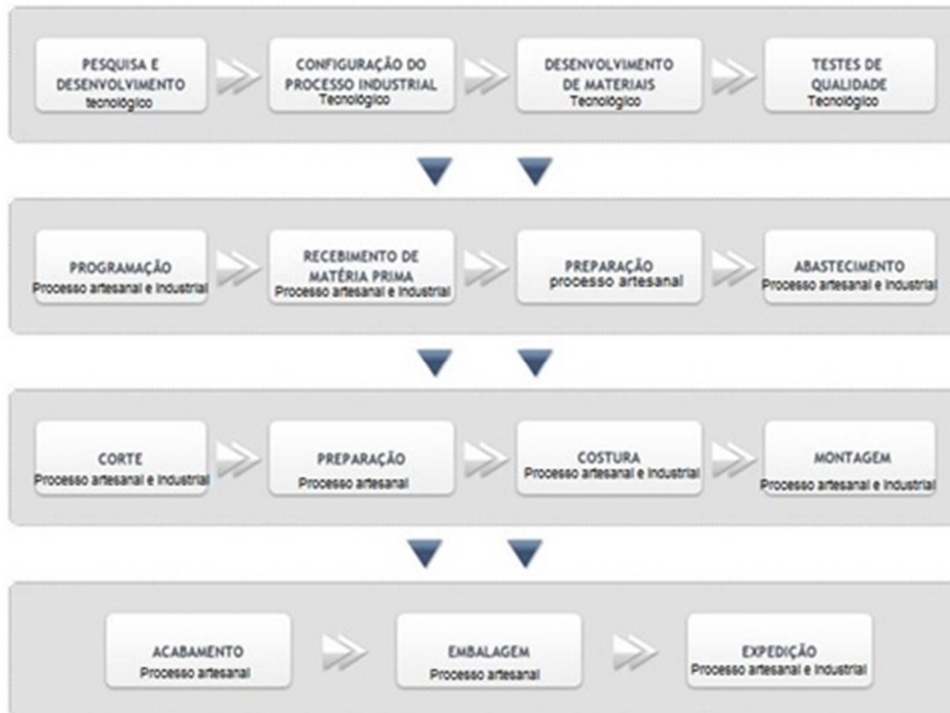 PESQUISA E
DESENVOLVIMENTO
tecnológico
CONFIGURAÇÃO DO
PROCESSO INDUSTRIAL
Tecnológico
DESENVOLVIMENTO
DE MATERIAIS
Tecnológico
TESTES DE
QUALIDADE
Tecnológico
PROGRAMAÇÃO
Processo artesanal e Industrial
RECEBIMENTO DE
MATÉRIA PRIMA
Processo artesanal e Industrial
PREPARAÇÃO
processo artesanal
ABASTECIMENTO
Processo artesanal e Industrial
CORTE
Processo artesanal e Industrial
PREPARAÇÃO
Processo artesanal
COSTURA
Processo artesanal e Industrial
MONTAGEM
Processo artesanal e Industrial
ACABAMENTO
Processo artesanal
EMBALAGEM
Processo artesanal
EXPEDIÇÃO
Processo artesanal e Industrial